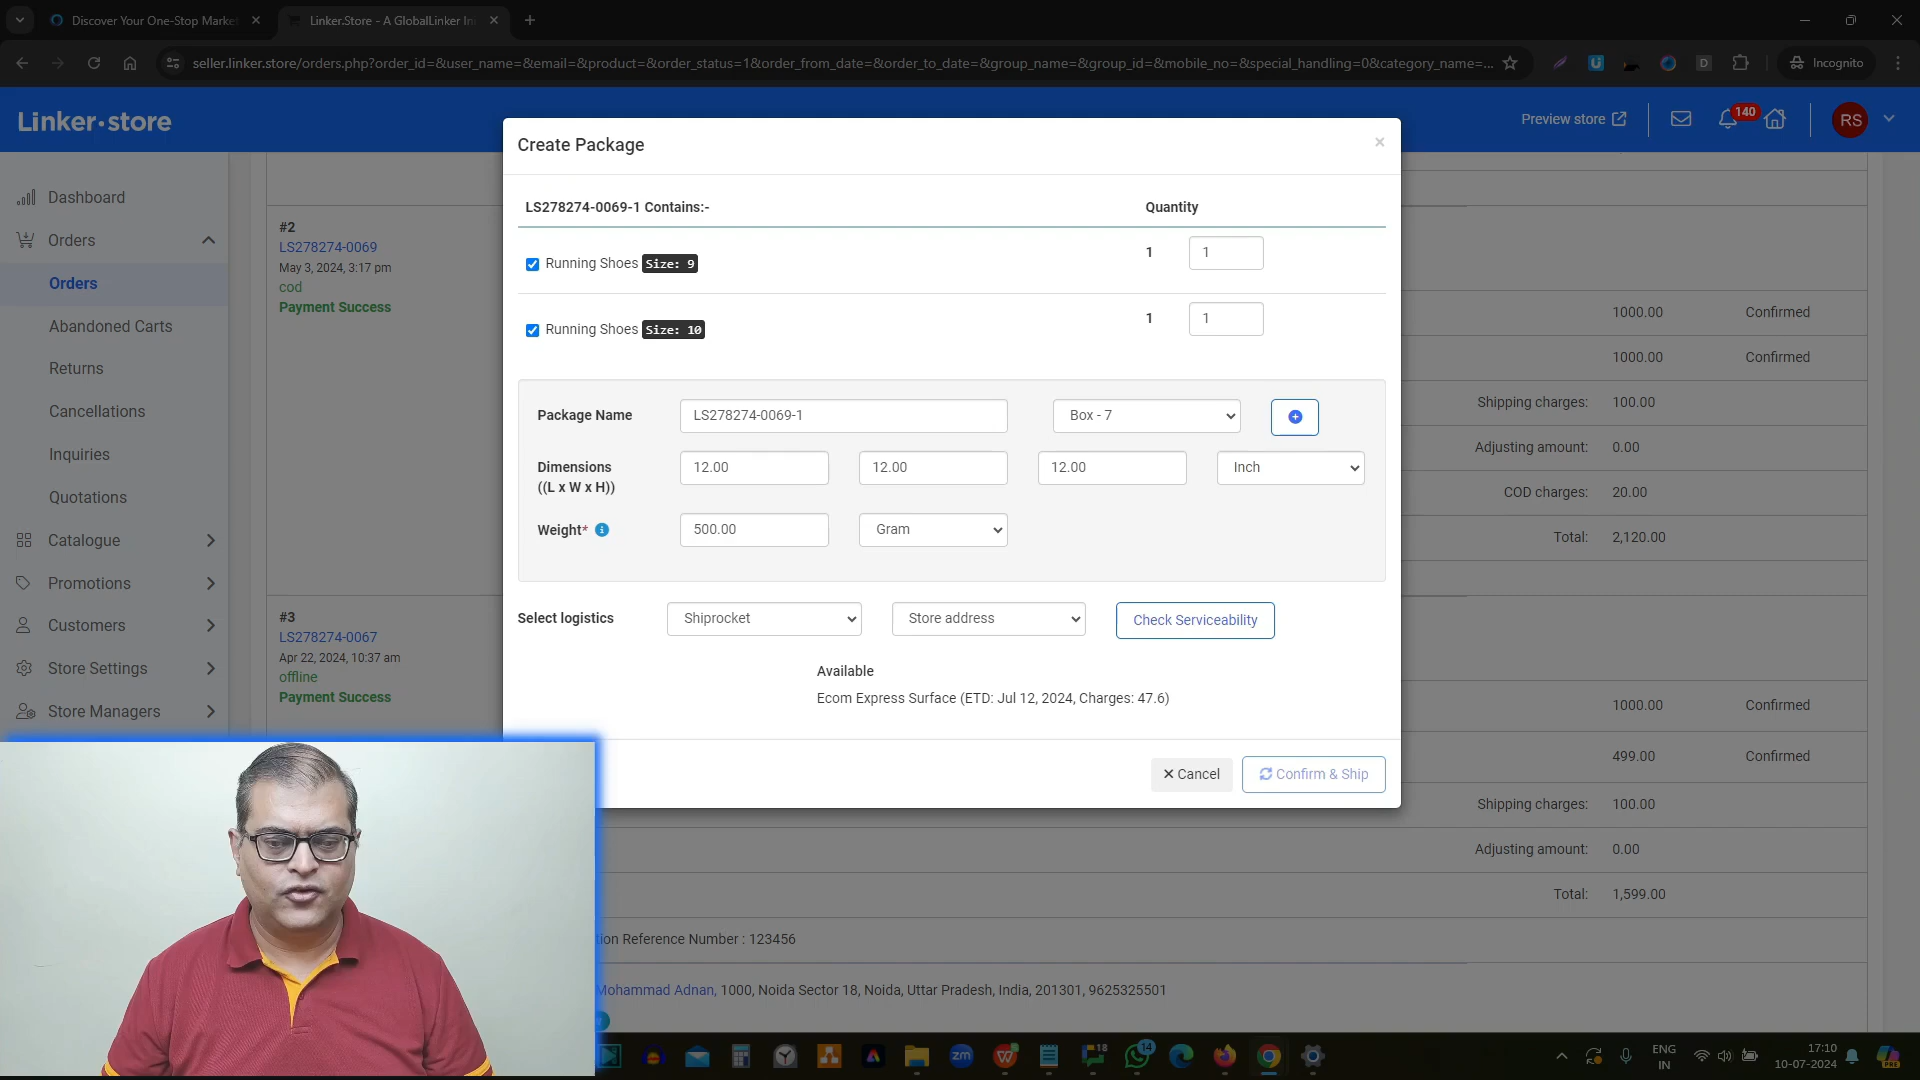 Discover Your One-Stop Marke
Linker.Store - A GlobalLinker In
seller.linker.store/orders.php?order_id=&user_name=&email=&product=&order_status=1&order_from_date=&order_to_date=&group_name=&group_id=&mobile_no=&special_handling=0&category_name=...
Incognito
Linker·store
Preview store
140
RS
Dashboard
Orders
Orders
Abandoned Carts
Returns
Cancellations
Inquiries
Quotations
Catalogue
Promotions
Customers
Store Settings
Store Managers
#2
LS278274-0069
May 3, 2024, 3:17 pm
cod
Payment Success
#3
LS278274-0067
Apr 22, 2024, 10:37 am
offline
Payment Success
Create Package
×
LS278274-0069-1 Contains:- Quantity
Running Shoes Size: 9 1 1
Running Shoes Size: 10 1 1
Package Name LS278274-0069-1 Box - 7
Dimensions ((L x W x H)) 12.00 12.00 12.00 Inch
Weight* 500.00 Gram
Select logistics Shiprocket Store address Check Serviceability
Available
Ecom Express Surface (ETD: Jul 12, 2024, Charges: 47.6)
Cancel Confirm & Ship
1000.00 Confirmed
1000.00 Confirmed
Shipping charges: 100.00
Adjusting amount: 0.00
COD charges: 20.00
Total: 2,120.00
1000.00 Confirmed
499.00 Confirmed
Shipping charges: 100.00
Adjusting amount: 0.00
Total: 1,599.00
tion Reference Number : 123456
Mohammad Adnan, 1000, Noida Sector 18, Noida, Uttar Pradesh, India, 201301, 9625325501
zm
18
14
ENG
IN
17:10
10-07-2024
PRE